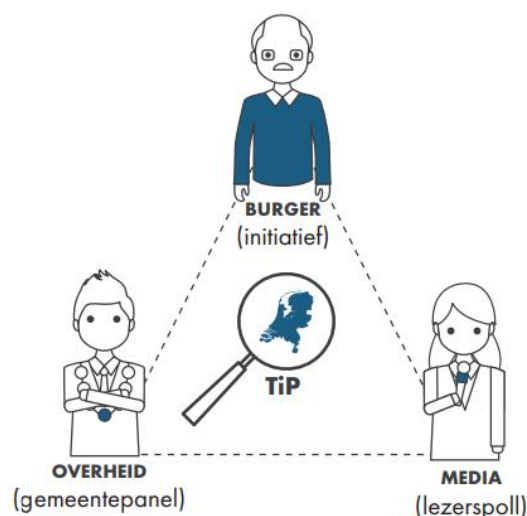 BURGER
(initiatief)
TiP
OVERHEID
(gemeentepanel)
MEDIA
(lezerspoll)